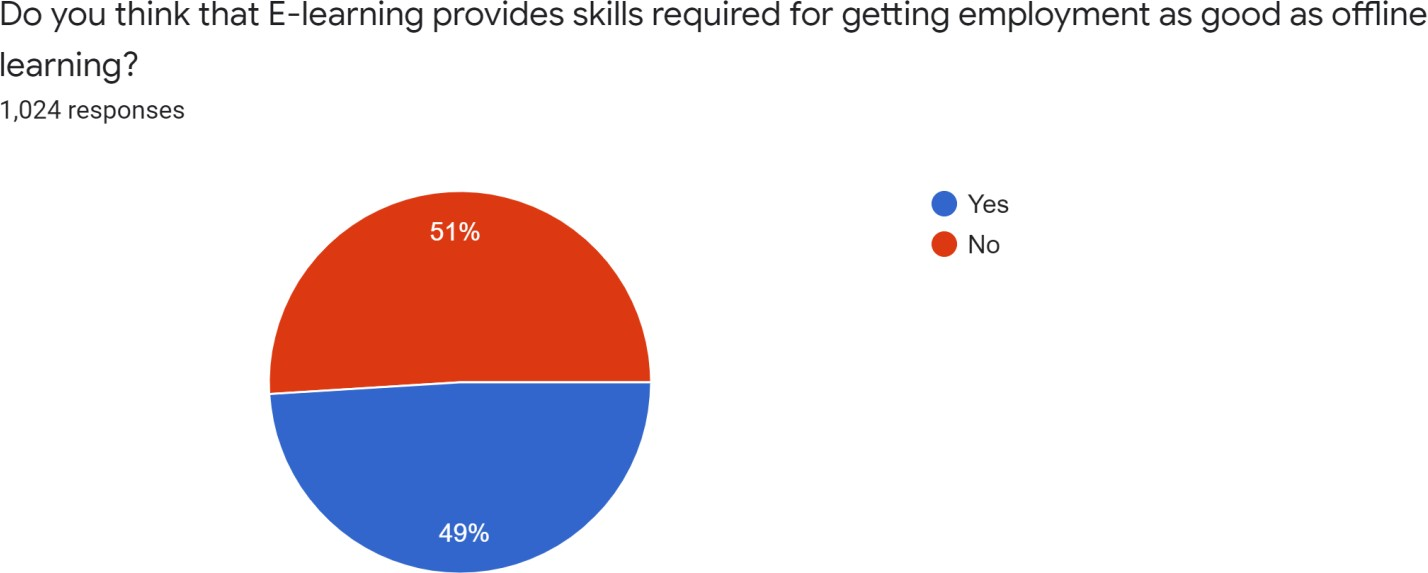 Do you think that E-learning provides skills required for getting employment as good as offline
learning?
1,024 responses
Yes
No
51%
49%